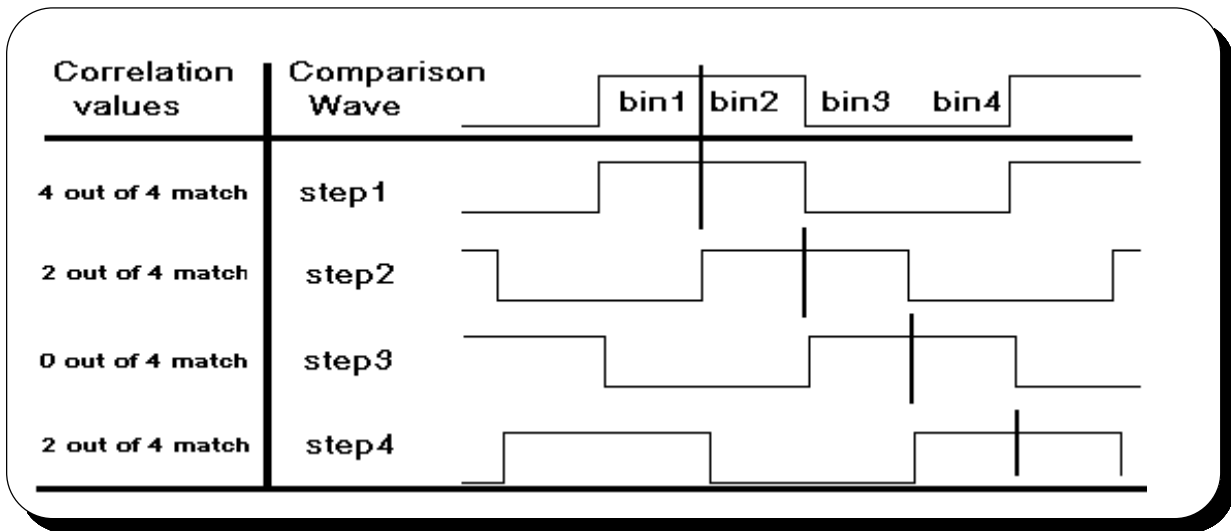 Correlation values
Comparison Wave
bin1 bin2 bin3 bin4
4 out of 4 match step1
2 out of 4 match step2
0 out of 4 match step3
2 out of 4 match step4